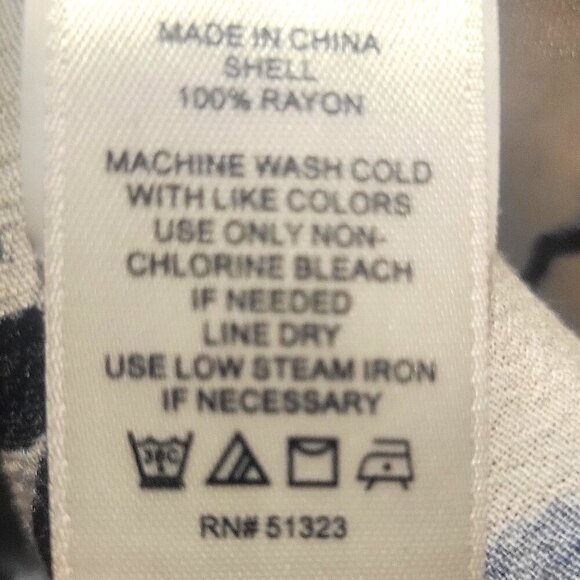 MADE IN CHINA
SHELL
100% RAYON
MACHINE WASH COLD
WITH LIKE COLORS
USE ONLY NON-
CHLORINE BLEACH
IF NEEDED
LINE DRY
USE LOW STEAM IRON
IF NECESSARY
30C
RN# 51323